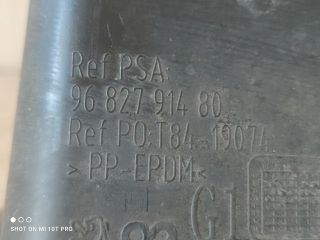 Ref PSA:
96 827 914 80
Ref PO:T84-19074
>PP-EPDM<
G1
SHOT ON MI 10T PRO